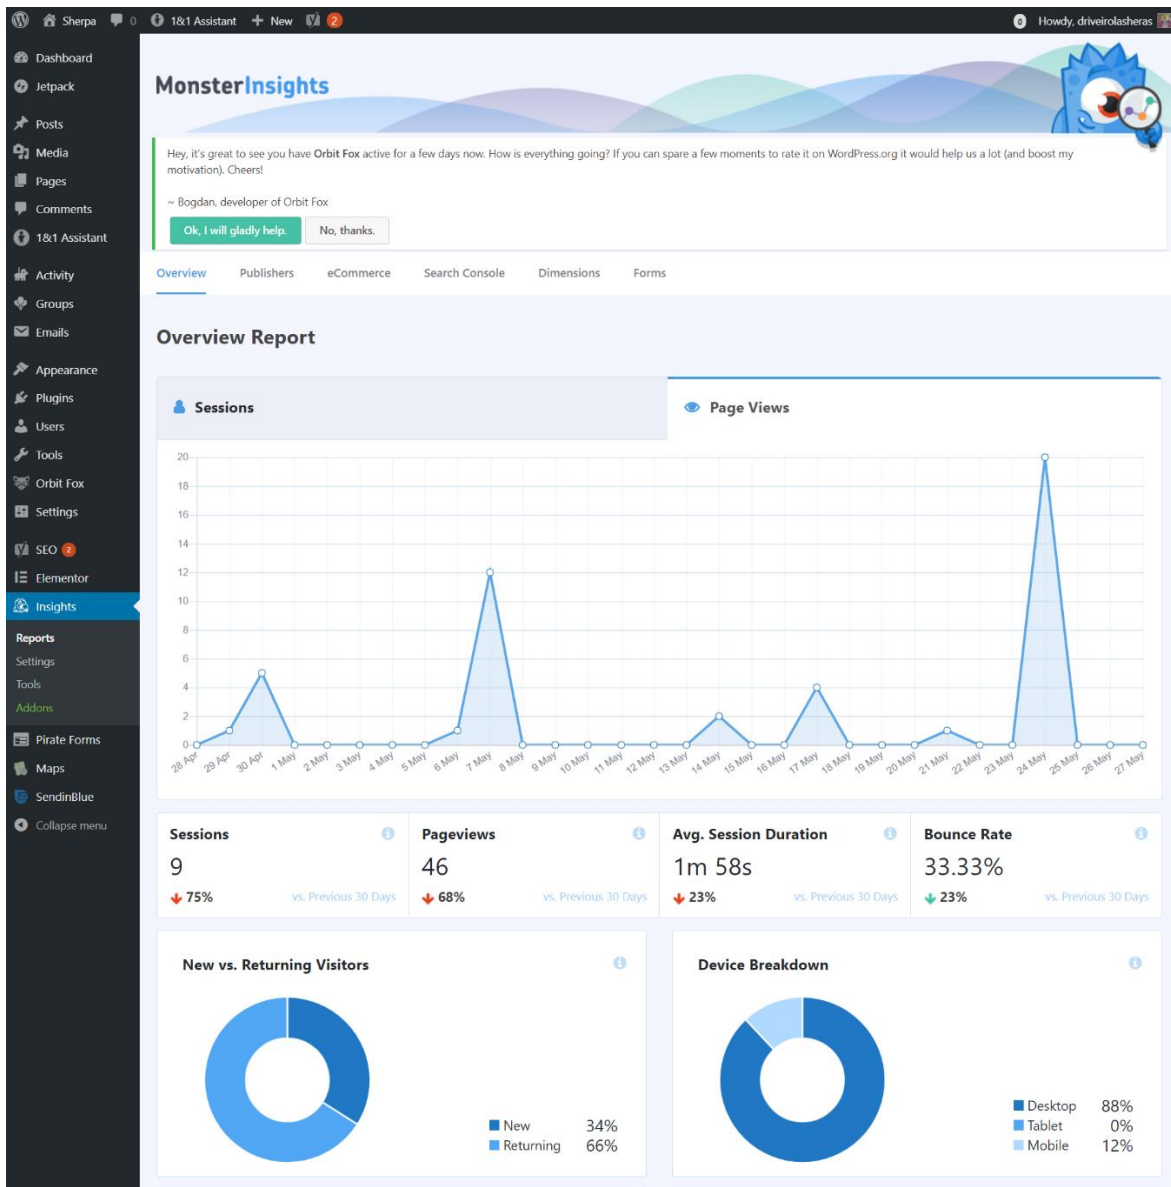 Sherpa 0 1&1 Assistant + New 2 0 Howdy, driveirolasheras
Dashboard
Jetpack
Posts
Media
Pages
Comments
1&1 Assistant
Activity
Groups
Emails
Appearance
Plugins
Users
Tools
Orbit Fox
Settings
SEO 2
Elementor
Insights
Reports
Settings
Tools
Addons
Pirate Forms
Maps
SendinBlue
Collapse menu
MonsterInsights
Hey, it's great to see you have Orbit Fox active for a few days now. How is everything going? If you can spare a few moments to rate it on WordPress.org it would help us a lot (and boost my
motivation). Cheers!
~ Bogdan, developer of Orbit Fox
Ok, I will gladly help. No, thanks.
Overview Publishers eCommerce Search Console Dimensions Forms
Overview Report
Sessions Page Views
20
18
16
14
12
10
8
6
4
2
0
28 Apr 29 Apr 30 Apr 1 May 2 May 3 May 4 May 5 May 6 May 7 May 8 May 9 May 10 May 11 May 12 May 13 May 14 May 15 May 16 May 17 May 18 May 19 May 20 May 21 May 22 May 23 May 24 May 25 May 26 May 27 May
Sessions Pageviews Avg. Session Duration Bounce Rate
9 46 1m 58s 33.33%
75% vs. Previous 30 Days 68% vs. Previous 30 Days 23% vs. Previous 30 Days 23% vs. Previous 30 Days
New vs. Returning Visitors
New 34%
Returning 66%
Device Breakdown
Desktop 88%
Tablet 0%
Mobile 12%